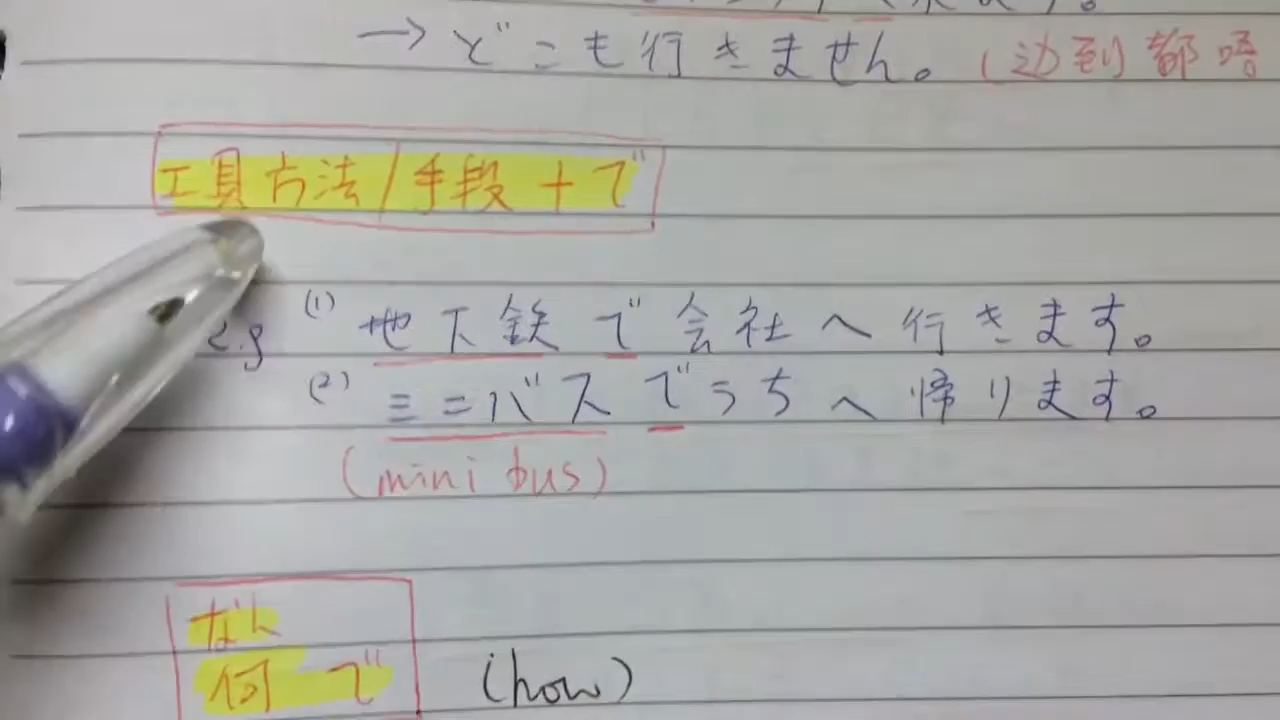 → どこも行きません。(边到都唔
工具方法/手段+で
e.g (1) 地下鉄で会社へ行きます。
(2) ミニバスでうちへ帰ります。
(mini bus)
なん
何で (how)